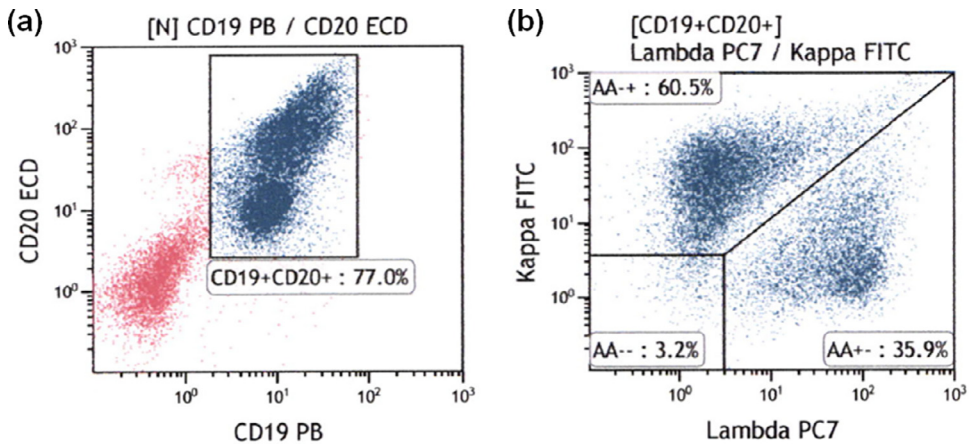 (a)
[N] CD19 PB / CD20 ECD
10³
10²
10¹
10⁰
CD20 ECD
CD19+CD20+ : 77.0%
10⁰
10¹
10²
10³
CD19 PB
(b)
[CD19+CD20+]
Lambda PC7 / Kappa FITC
10³
10²
10¹
10⁰
Kappa FITC
AA-+ : 60.5%
AA-- : 3.2%
AA+- : 35.9%
10⁰
10¹
10²
10³
Lambda PC7